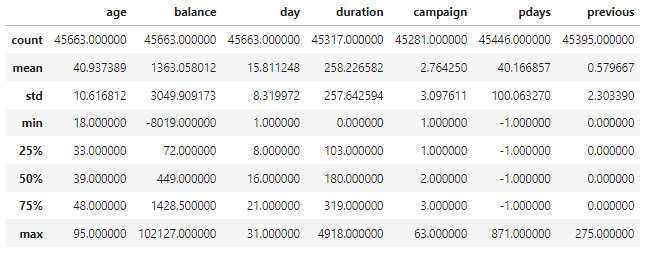 age balance day duration campaign pdays previous
count 45663.000000 45663.000000 45663.000000 45317.000000 45281.000000 45446.000000 45395.000000
mean 40.937389 1363.058012 15.811248 258.226582 2.764250 40.166857 0.579667
std 10.616812 3049.909173 8.319972 257.642594 3.097611 100.063270 2.303390
min 18.000000 -8019.000000 1.000000 0.000000 1.000000 -1.000000 0.000000
25% 33.000000 72.000000 8.000000 103.000000 1.000000 -1.000000 0.000000
50% 39.000000 449.000000 16.000000 180.000000 2.000000 -1.000000 0.000000
75% 48.000000 1428.500000 21.000000 319.000000 3.000000 -1.000000 0.000000
max 95.000000 102127.000000 31.000000 4918.000000 63.000000 871.000000 275.000000